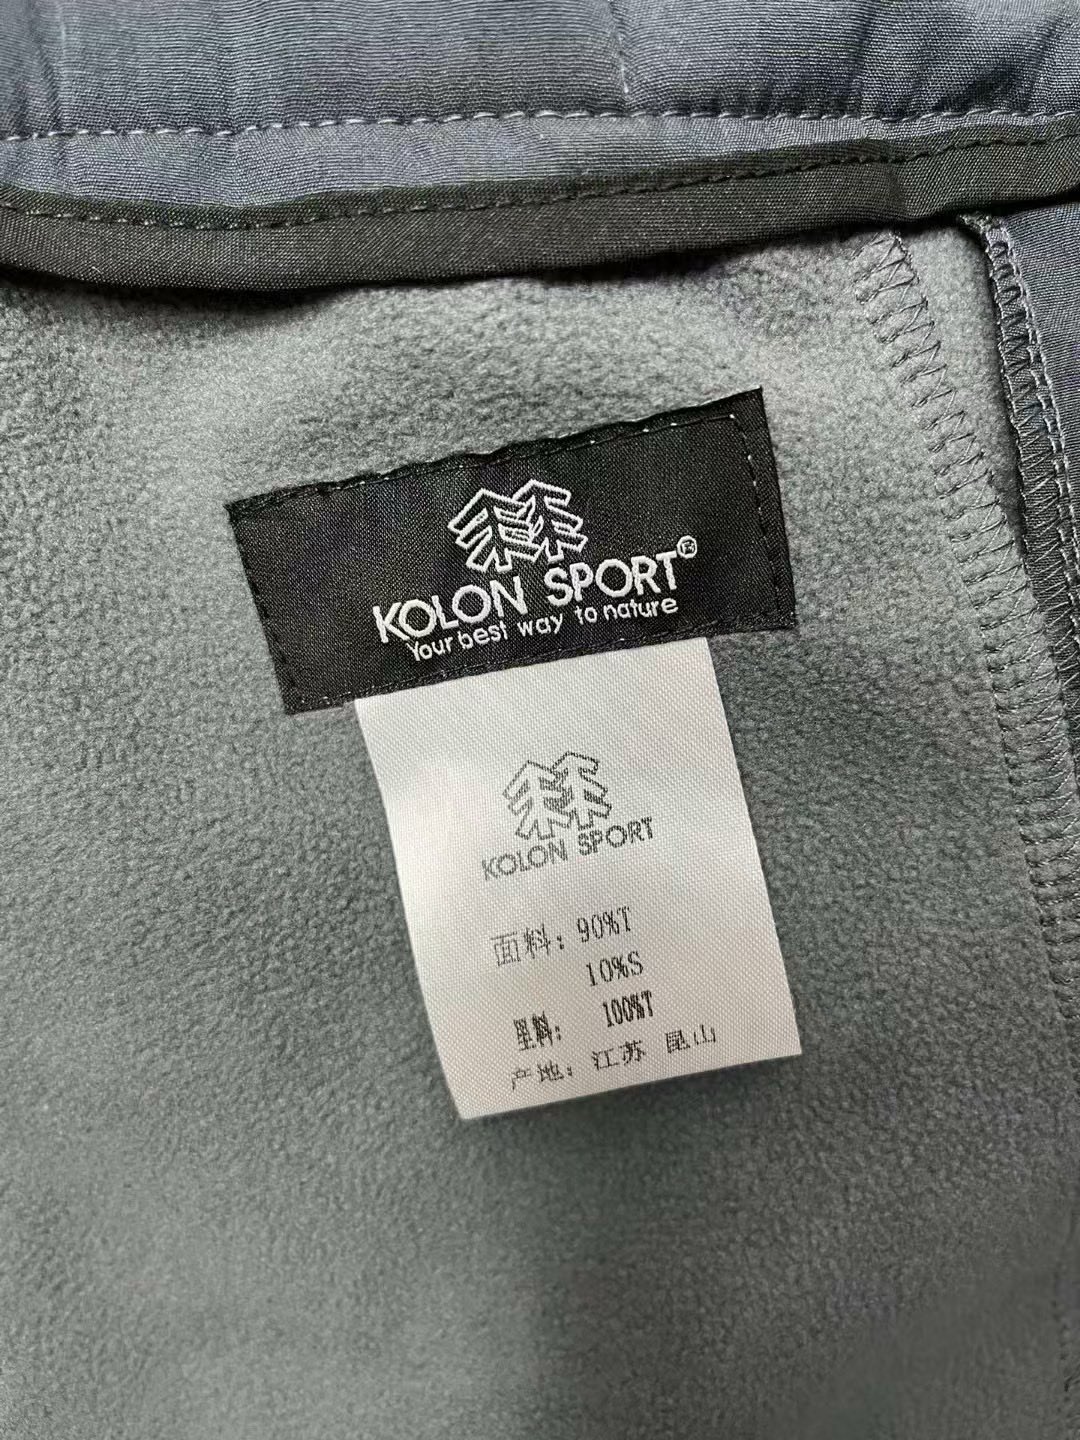 KOLON SPORT®
Your best way to nature
KOLON SPORT
面料：90%T
10%S
里料： 100%T
产地：江苏 昆山